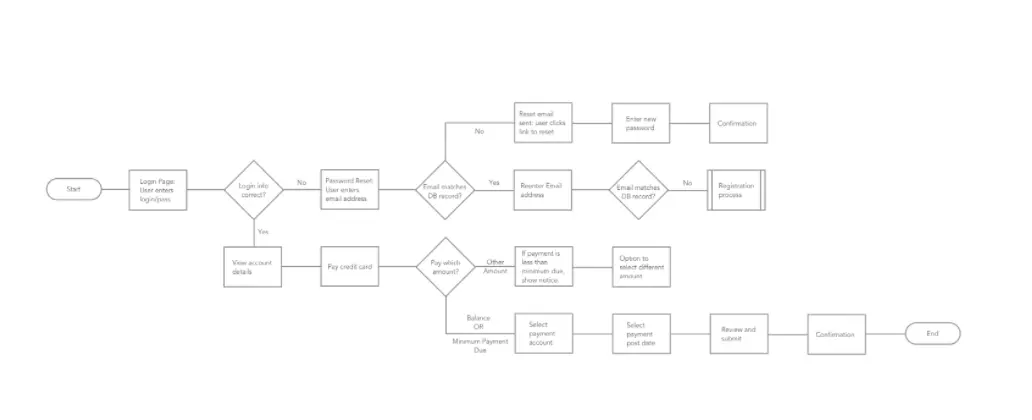 Reset email
sent: user clicks
link to reset
Enter new
password
Confirmation
No
Start
Login Page:
User enters
login/pass
Login info
correct?
No
Password Reset:
User enters
email address
Email matches
DB record?
Yes
Reenter Email
address
Email matches
DB record?
No
Registration
process
Yes
View account
details
Pay credit card
Pay which
amount?
Other
Amount
If payment is
less than
minimum due,
show notice
Option to
select different
amount
Balance
OR
Minimum Payment
Due
Select
payment
account
Select
payment
post date
Review and
submit
Confirmation
End